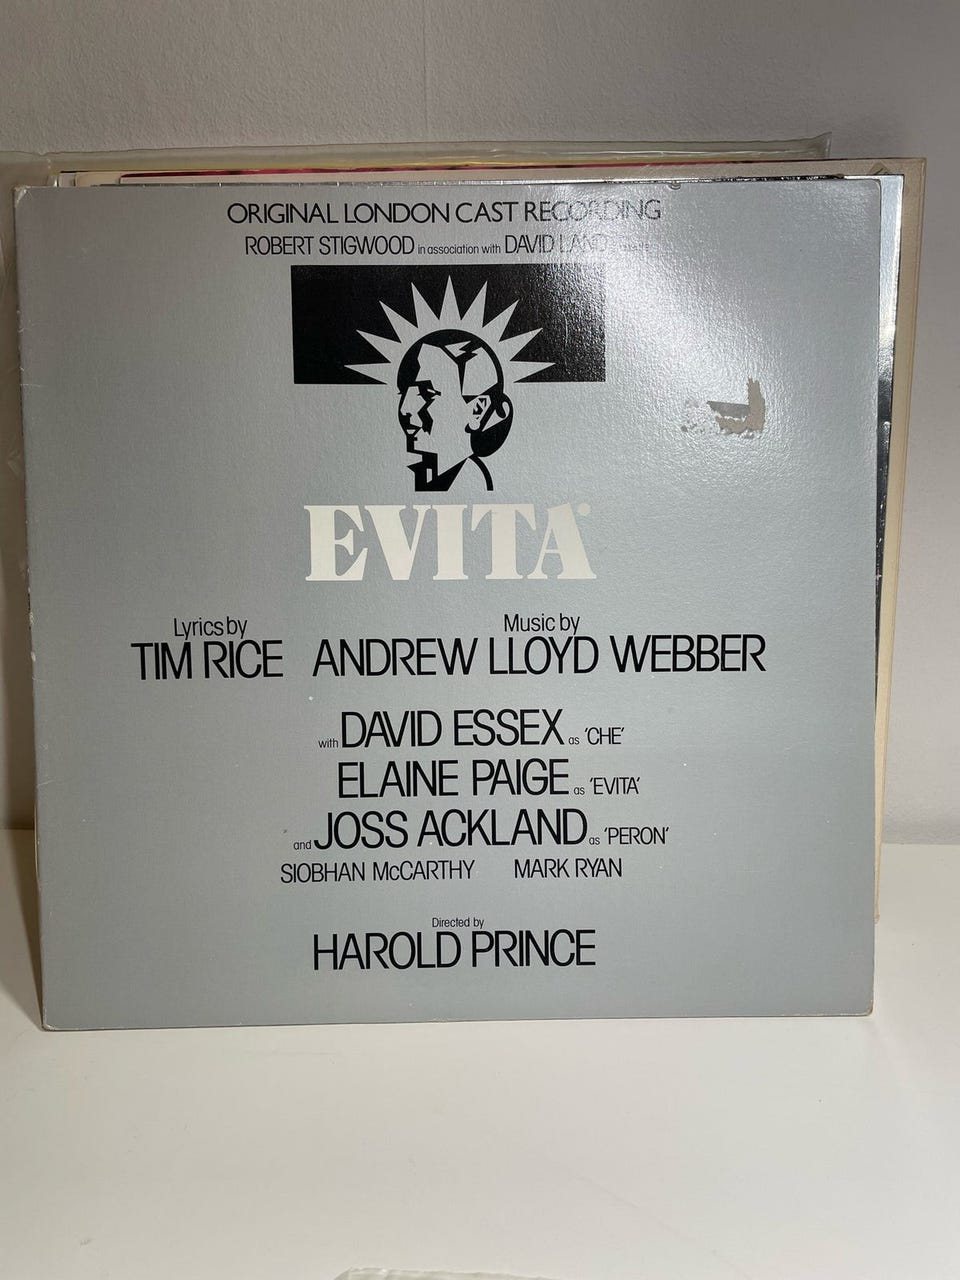 ORIGINAL LONDON CAST RECORDING
ROBERT STIGWOOD in association with DAVID LAND
EVITA
Lyrics by Music by
TIM RICE ANDREW LLOYD WEBBER
with DAVID ESSEX as 'CHE'
ELAINE PAIGE as 'EVITA'
and JOSS ACKLAND as 'PERON'
SIOBHAN McCARTHY MARK RYAN
Directed by
HAROLD PRINCE